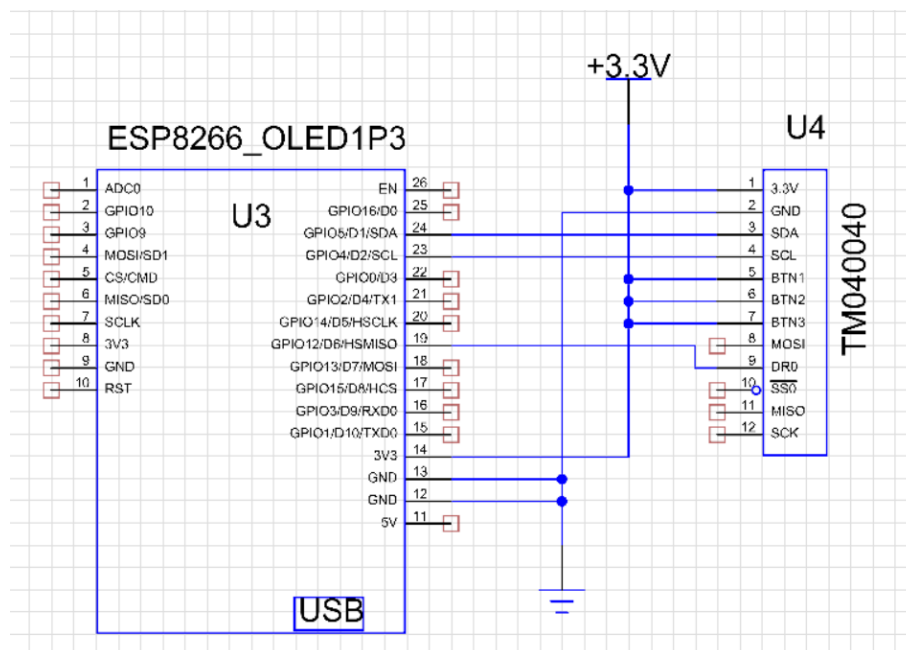 +3.3V
ESP8266_OLED1P3
U4
U3
1 ADC0
2 GPIO10
3 GPIO9
4 MOSI/SD1
5 CS/CMD
6 MISO/SD0
7 SCLK
8 3V3
9 GND
10 RST
EN 26
GPIO16/D0 25
GPIO5/D1/SDA 24
GPIO4/D2/SCL 23
GPIO0/D3 22
GPIO2/D4/TX1 21
GPIO14/D5/HSCLK 20
GPIO12/D6/HSMISO 19
GPIO13/D7/MOSI 18
GPIO15/D8/HCS 17
GPIO3/D9/RXD0 16
GPIO1/D10/TXD0 15
3V3 14
GND 13
GND 12
5V 11
USB
1 3.3V
2 GND
3 SDA
4 SCL
5 BTN1
6 BTN2
7 BTN3
8 MOSI
9 DR0
10 SS0
11 MISO
12 SCK
TM040040